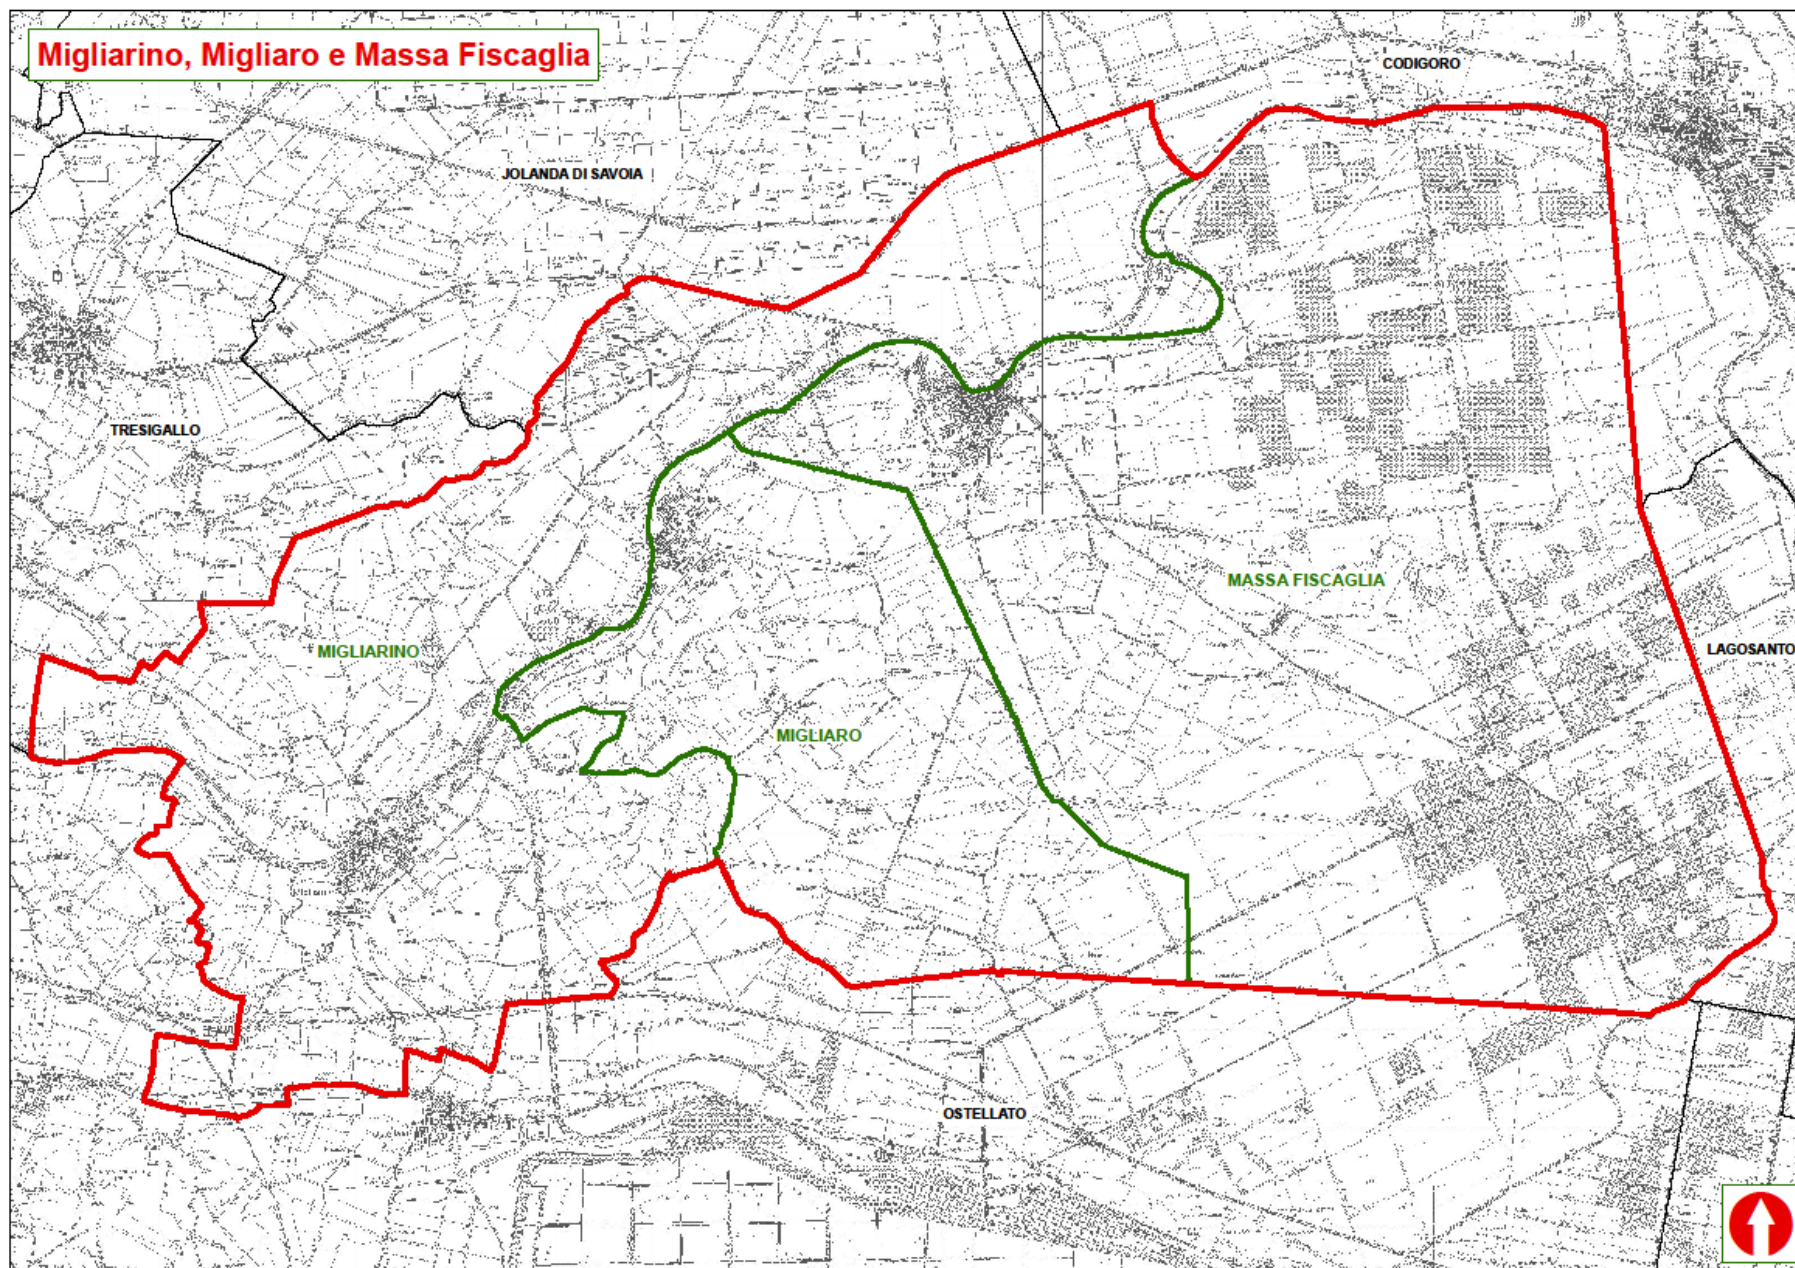 Migliarino, Migliaro e Massa Fiscaglia
CODIGORO
JOLANDA DI SAVOIA
TRESIGALLO
MASSA FISCAGLIA
LAGOSANTO
MIGLIARINO
MIGLIARO
OSTELLATO